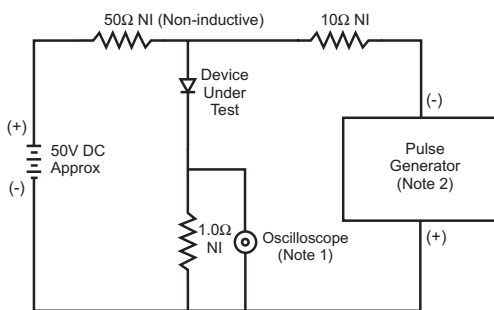 50Ω NI (Non-inductive)
10Ω NI
Device
Under
Test
(+)
50V DC
Approx
(-)
(-)
Pulse
Generator
(Note 2)
(+)
1.0Ω
NI
Oscilloscope
(Note 1)